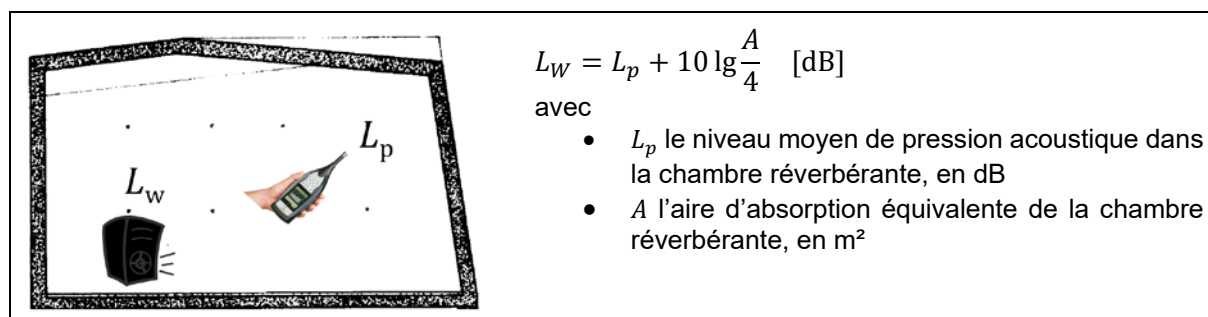 L_w
L_p
L_W = L_p + 10 lg A/4 [dB]
avec
• L_p le niveau moyen de pression acoustique dans
la chambre réverbérante, en dB
• A l’aire d’absorption équivalente de la chambre
réverbérante, en m²